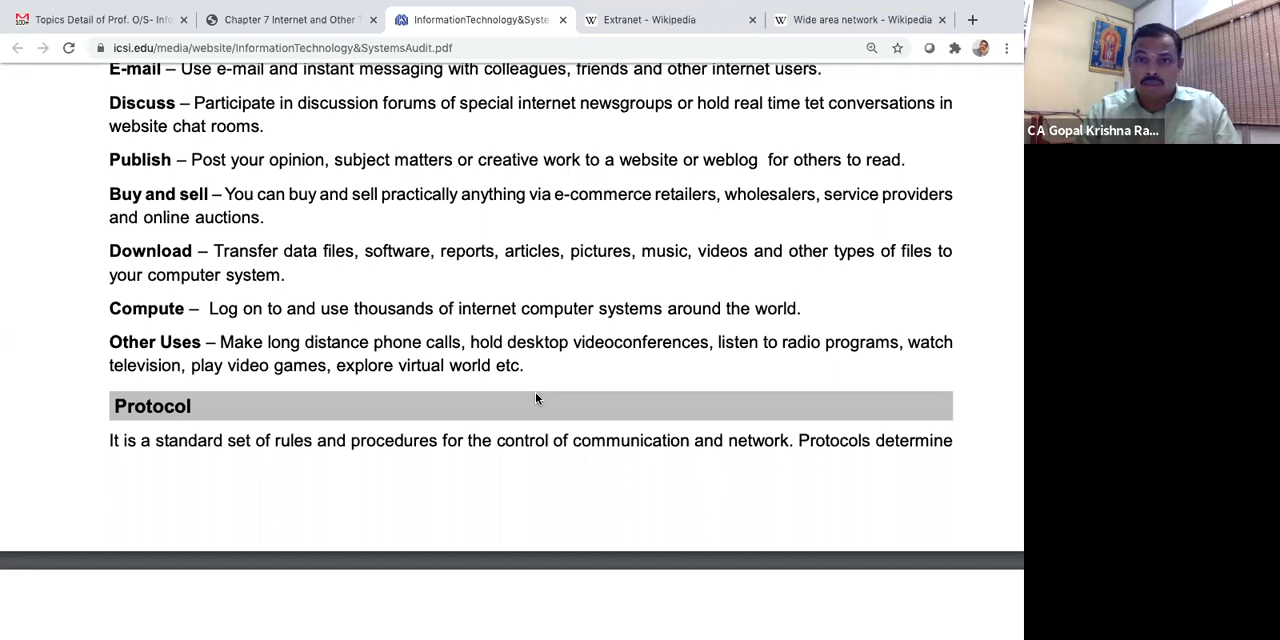 Topics Detail of Prof. O/S- Info
Chapter 7 Internet and Other T
InformationTechnology&Syste
Extranet - Wikipedia
Wide area network - Wikipedia
icsi.edu/media/website/InformationTechnology&SystemsAudit.pdf
E-mail – Use e-mail and instant messaging with colleagues, friends and other internet users.
Discuss – Participate in discussion forums of special internet newsgroups or hold real time tet conversations in
website chat rooms.
Publish – Post your opinion, subject matters or creative work to a website or weblog for others to read.
Buy and sell – You can buy and sell practically anything via e-commerce retailers, wholesalers, service providers
and online auctions.
Download – Transfer data files, software, reports, articles, pictures, music, videos and other types of files to
your computer system.
Compute – Log on to and use thousands of internet computer systems around the world.
Other Uses – Make long distance phone calls, hold desktop videoconferences, listen to radio programs, watch
television, play video games, explore virtual world etc.
Protocol
It is a standard set of rules and procedures for the control of communication and network. Protocols determine
CA Gopal Krishna Ra...